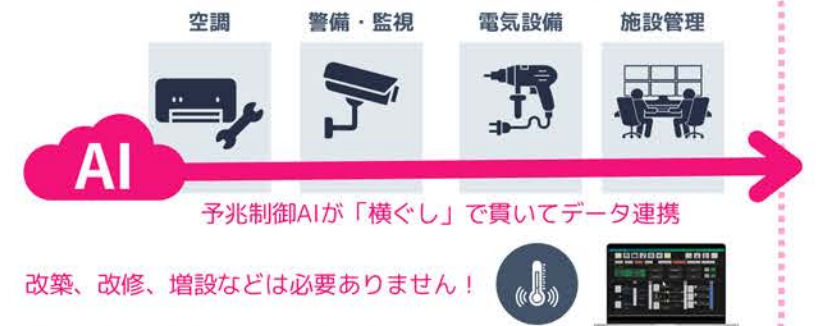 空調 警備・監視 電気設備 施設管理
AI
予兆制御AIが「横ぐし」で貫いてデータ連携
改築、改修、増設などは必要ありません！